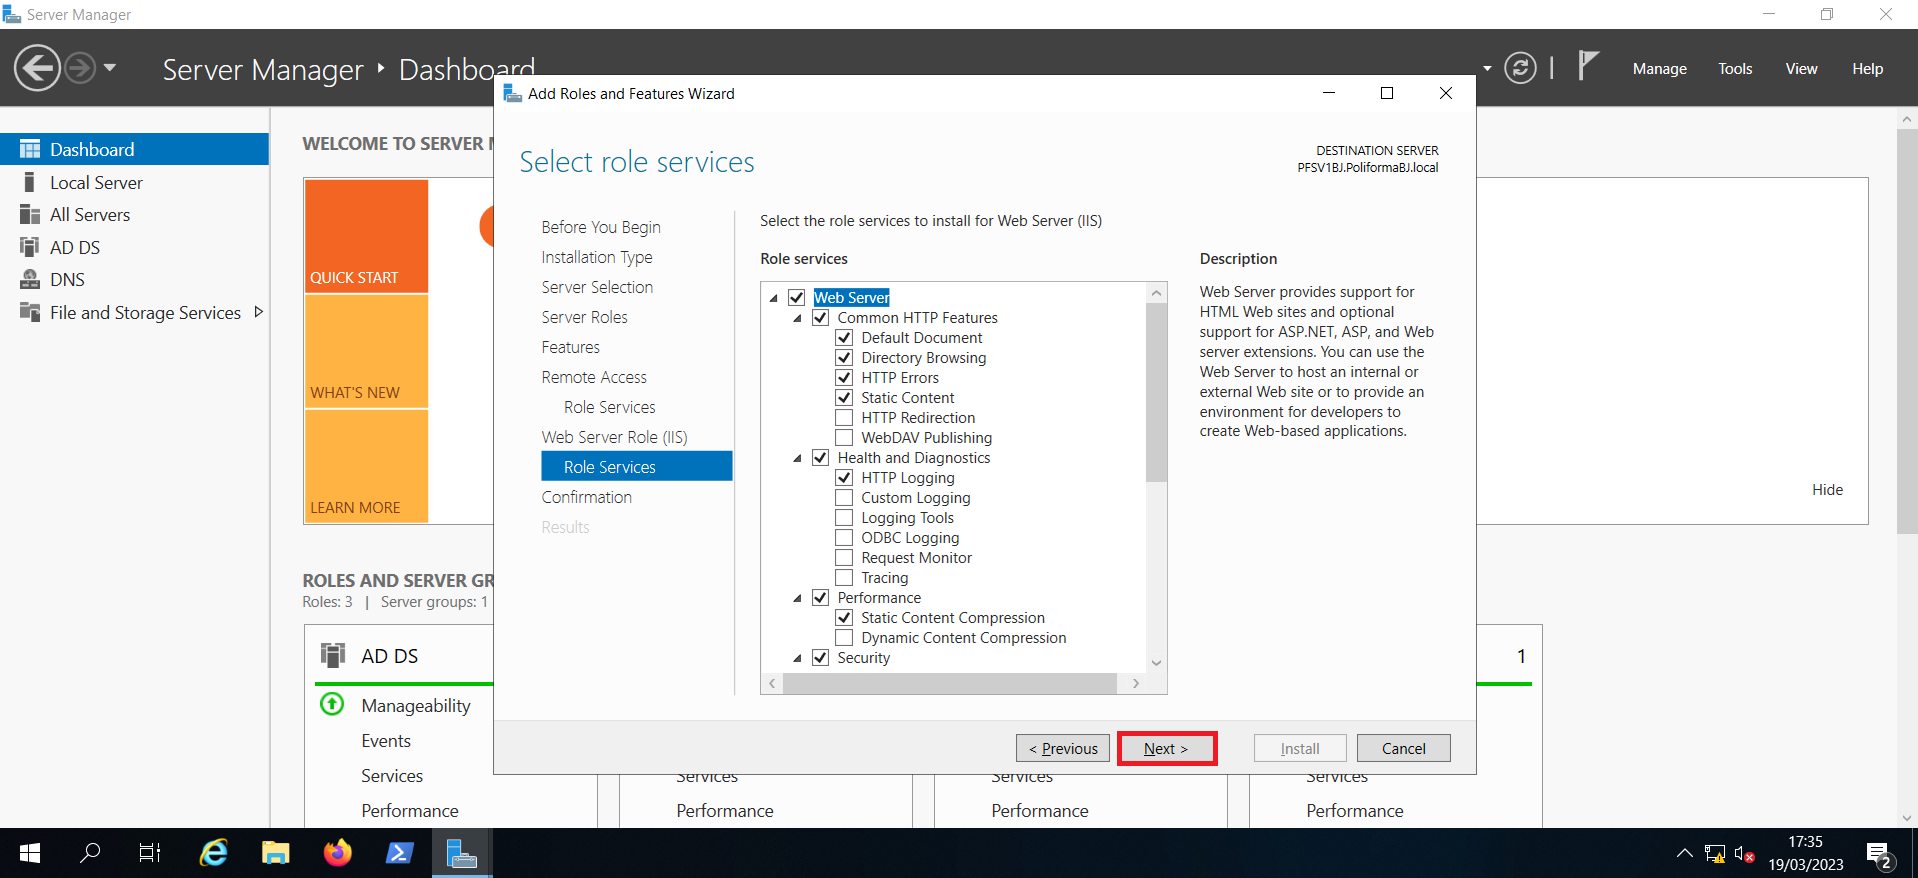 Server Manager
Server Manager Dashboard
Manage Tools View Help
Dashboard
Local Server
All Servers
AD DS
DNS
File and Storage Services
WELCOME TO SERVER
QUICK START
WHAT'S NEW
LEARN MORE
Hide
ROLES AND SERVER GR
Roles: 3 | Server groups: 1
AD DS
Manageability
Events
Services
Performance
Services
Performance
Services
Performance
1
Services
Performance
Add Roles and Features Wizard
Select role services
DESTINATION SERVER
PFSV1BJ.PoliformaBJ.local
Before You Begin
Installation Type
Server Selection
Server Roles
Features
Remote Access
Role Services
Web Server Role (IIS)
Role Services
Confirmation
Results
Select the role services to install for Web Server (IIS)
Role services
Web Server
Common HTTP Features
Default Document
Directory Browsing
HTTP Errors
Static Content
HTTP Redirection
WebDAV Publishing
Health and Diagnostics
HTTP Logging
Custom Logging
Logging Tools
ODBC Logging
Request Monitor
Tracing
Performance
Static Content Compression
Dynamic Content Compression
Security
Description
Web Server provides support for
HTML Web sites and optional
support for ASP.NET, ASP, and Web
server extensions. You can use the
Web Server to host an internal or
external Web site or to provide an
environment for developers to
create Web-based applications.
< Previous
Next >
Install
Cancel
17:35
19/03/2023
2